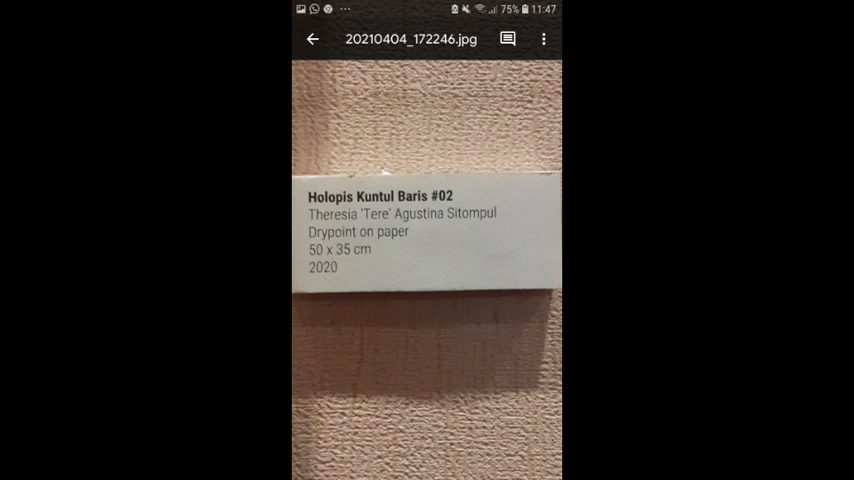 75% 11:47
20210404_172246.jpg
Holopis Kuntul Baris #02
Theresia 'Tere' Agustina Sitompul
Drypoint on paper
50 x 35 cm
2020